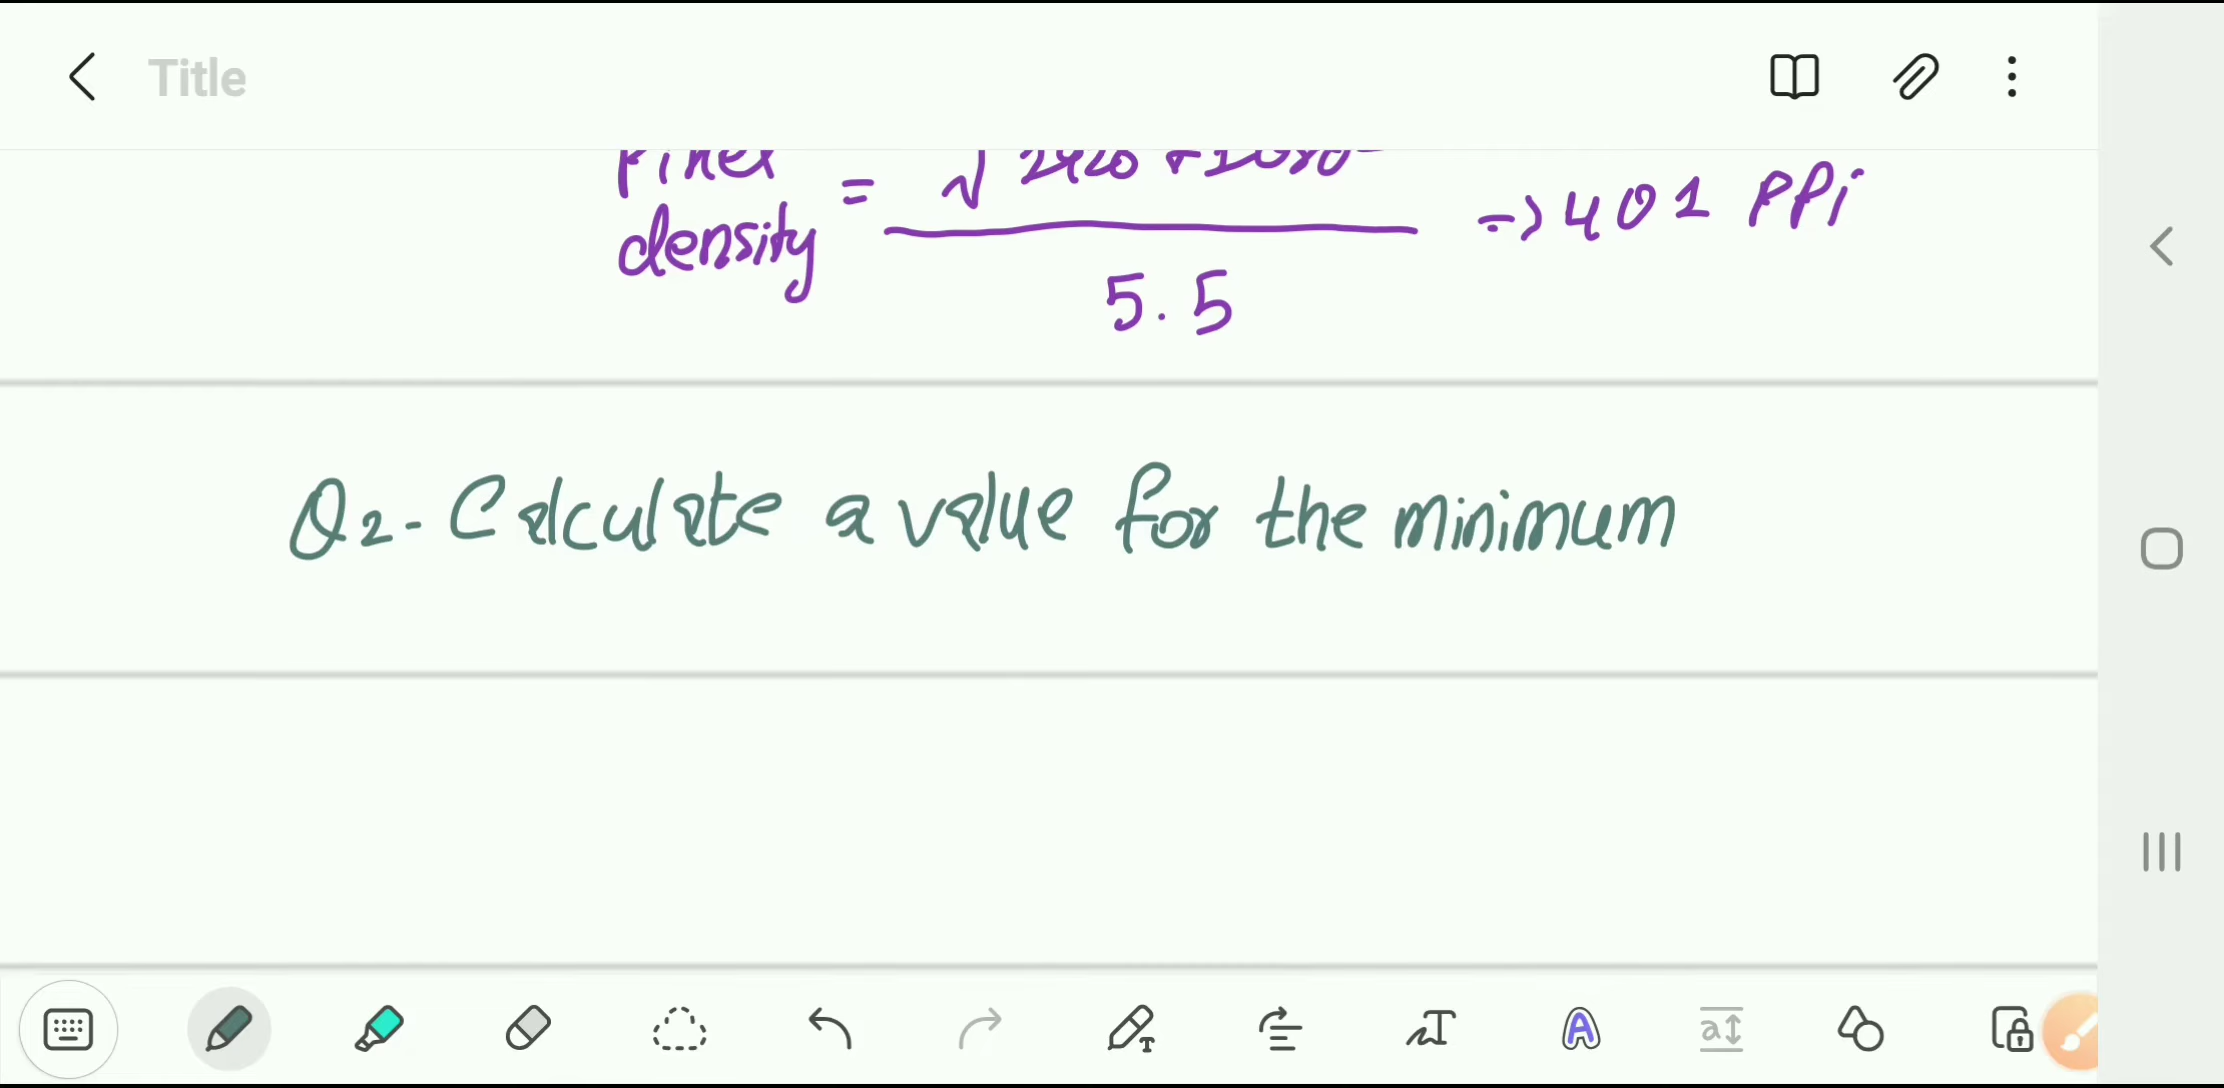 Title
density = √ → 401 PPi
5.5
Q2- Calculate a value for the minimum